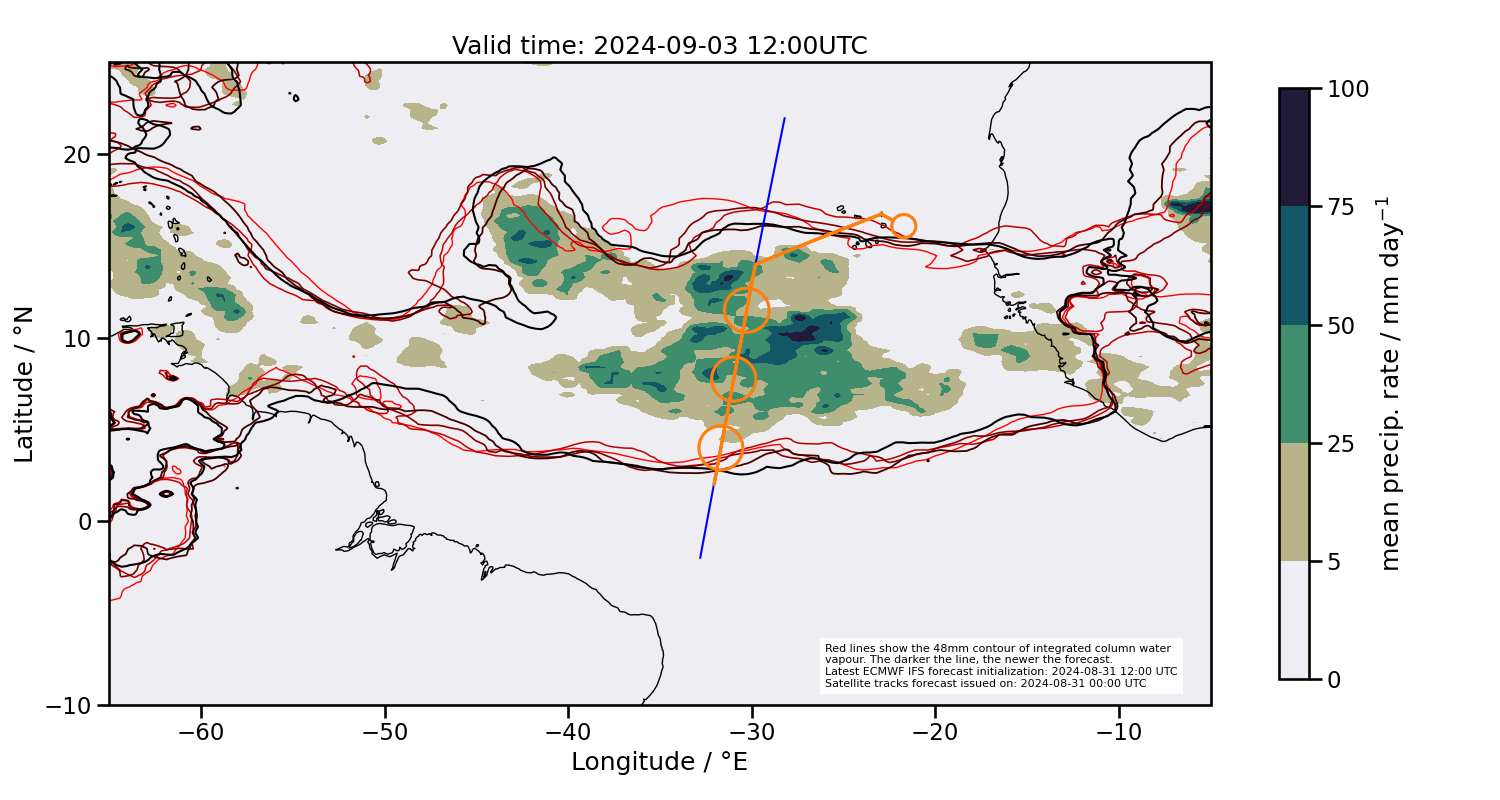 Valid time: 2024-09-03 12:00UTC
Latitude / °N
20
10
0
−10
−60
−50
−40
−30
−20
−10
Longitude / °E
Red lines show the 48mm contour of integrated column water
vapour. The darker the line, the newer the forecast.
Latest ECMWF IFS forecast initialization: 2024-08-31 12:00 UTC
Satellite tracks forecast issued on: 2024-08-31 00:00 UTC
100
75
50
25
5
0
mean precip. rate / mm day⁻¹